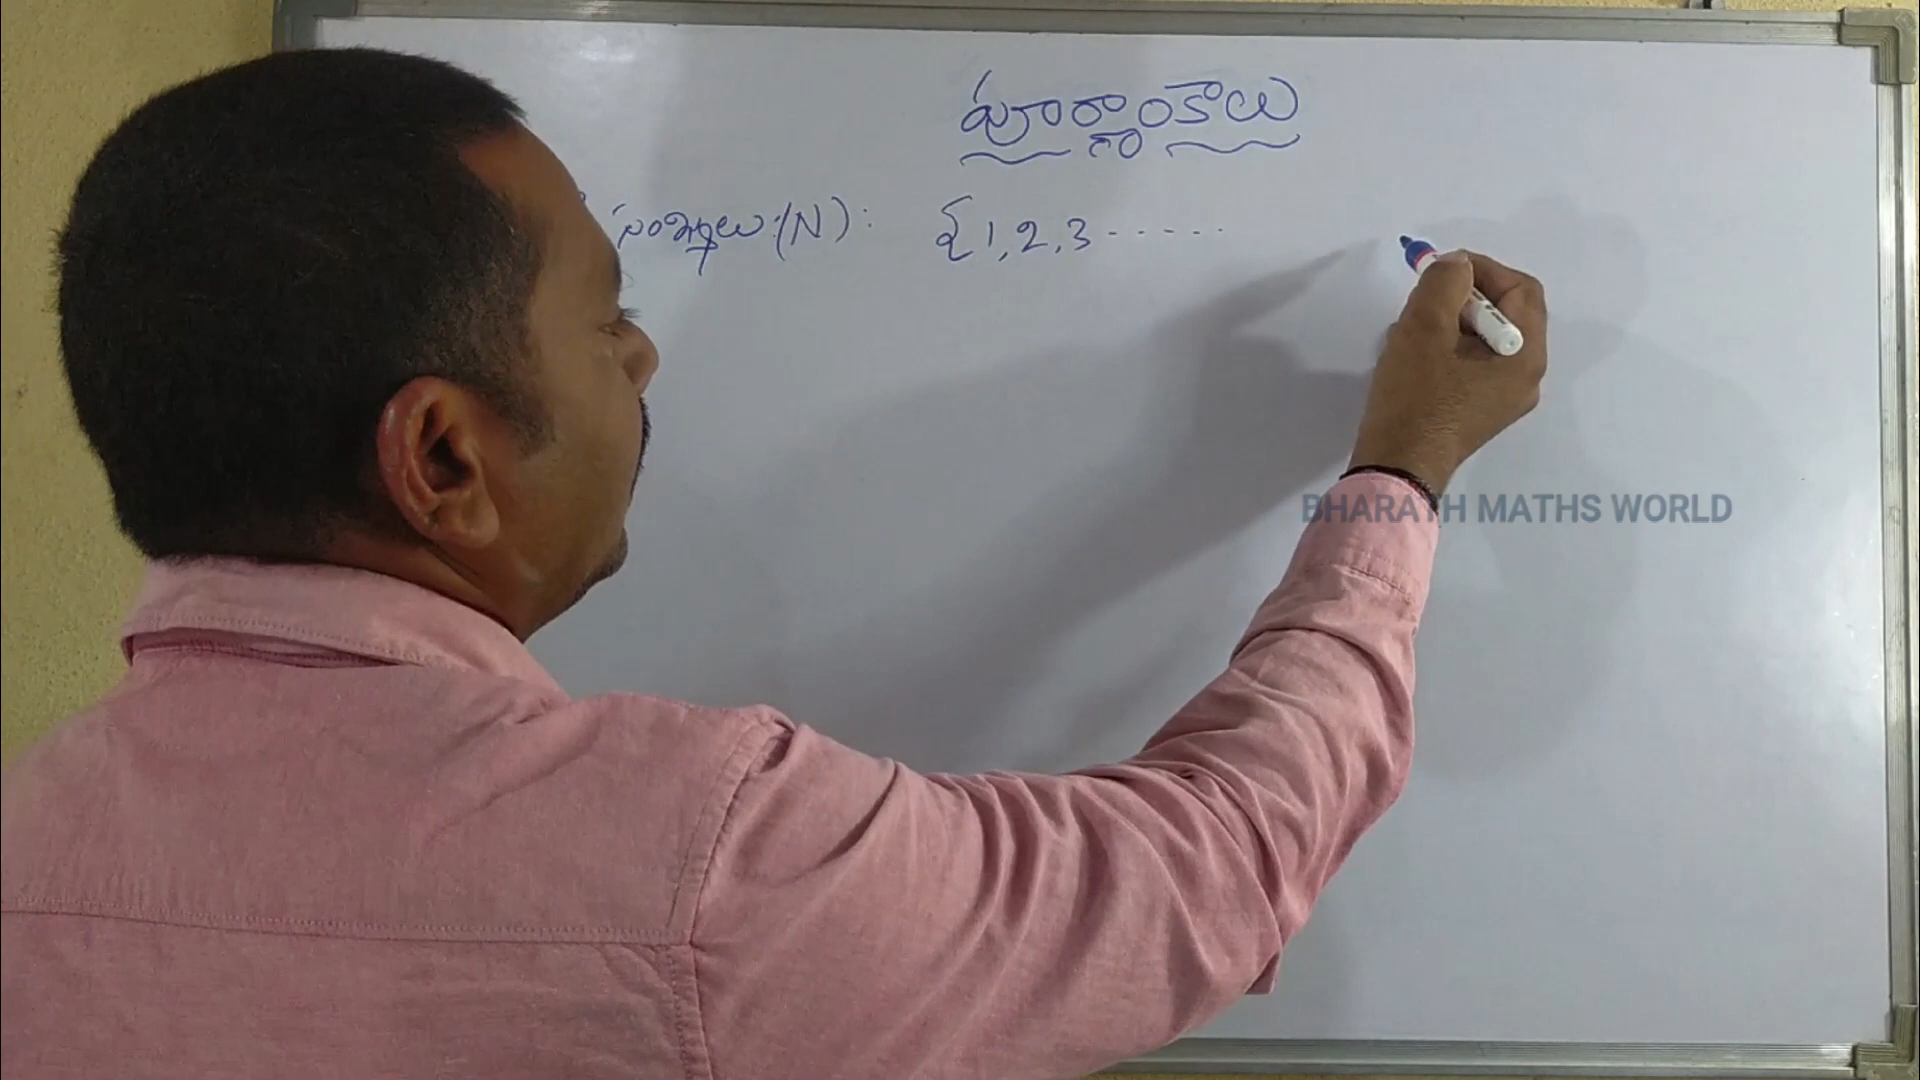 పూర్ణాంకాలు
సంఖ్యలు:(N): {1,2,3 ------
BHARATH MATHS WORLD